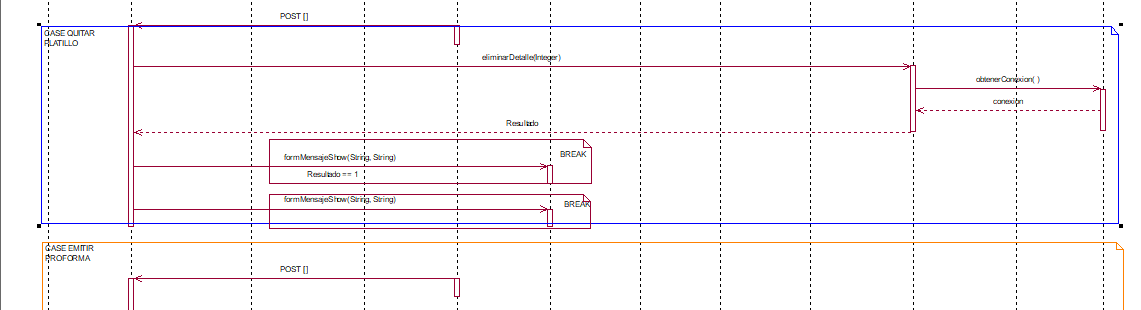 POST []
CASE QUITAR
PLATILLO
eliminarDetalle(Integer)
obtenerConexion( )
conexion
Resultado
BREAK
formMensajeShow(String, String)
Resultado == 1
formMensajeShow(String, String)
BREAK
CASE EMITIR
PROFORMA
POST []